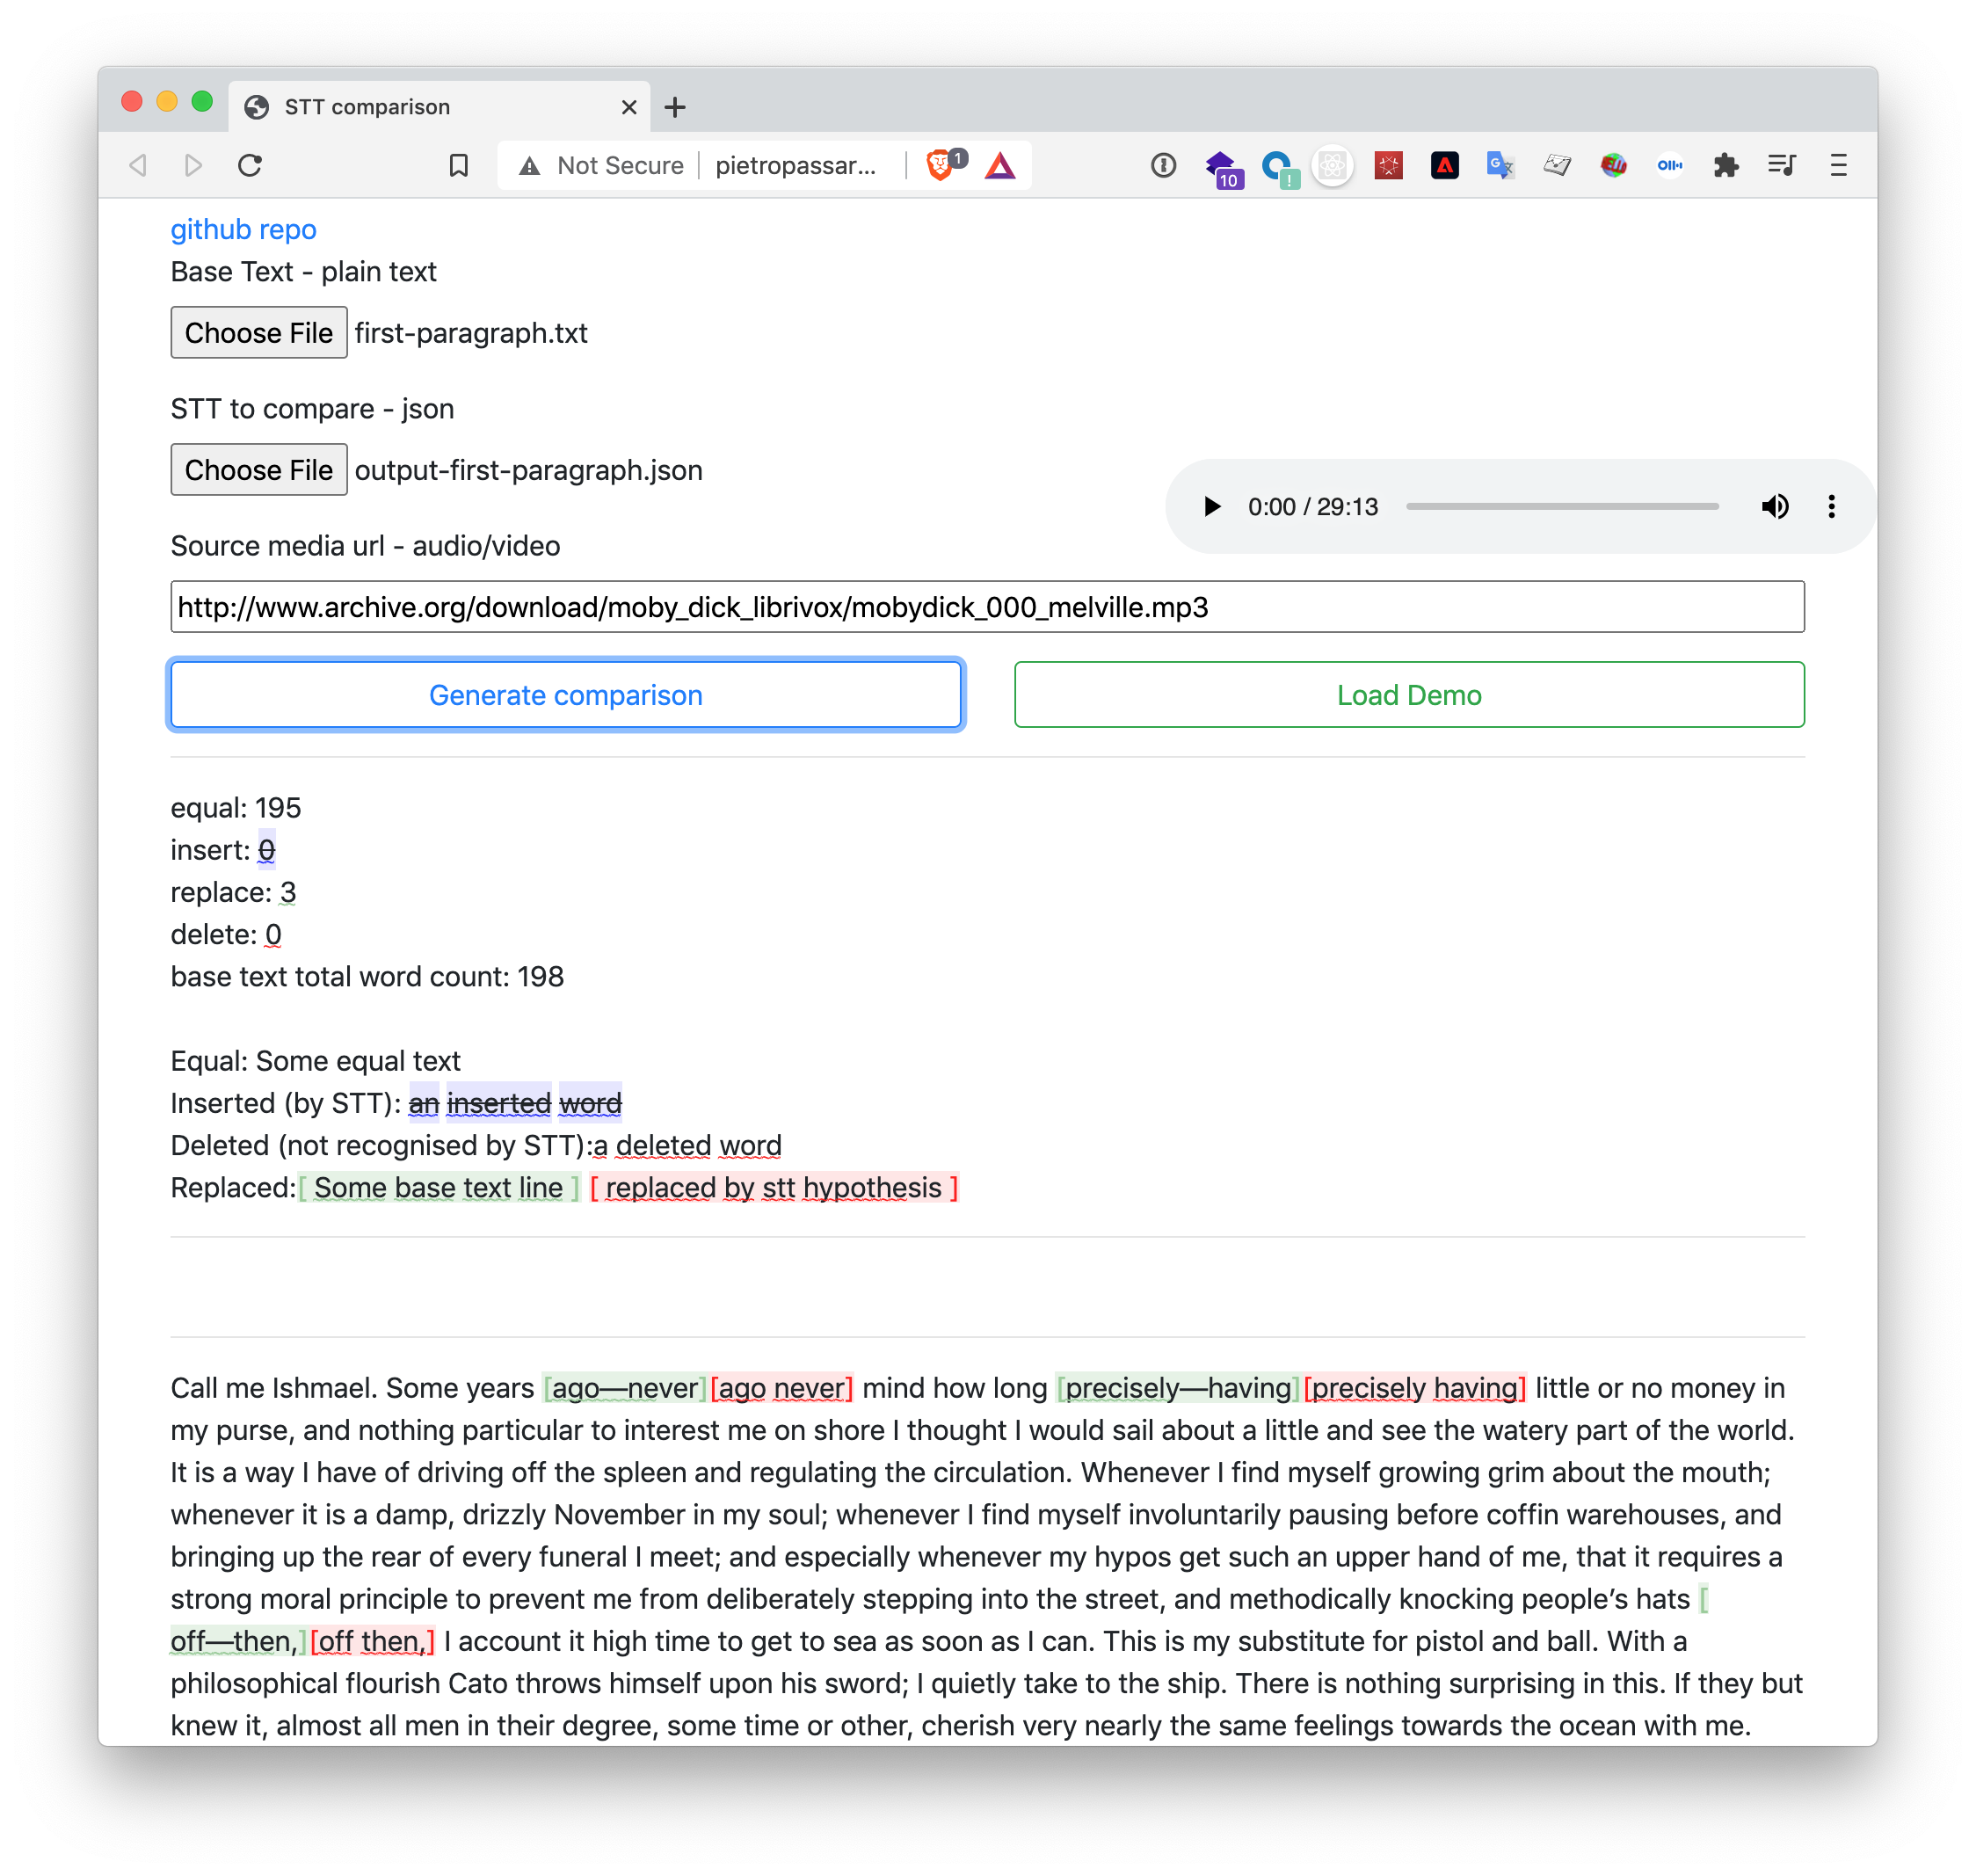 STT comparison
Not Secure
pietropassar...
1
10
!
github repo
Base Text - plain text
Choose File first-paragraph.txt
STT to compare - json
Choose File output-first-paragraph.json
0:00 / 29:13
Source media url - audio/video
http://www.archive.org/download/moby_dick_librivox/mobydick_000_melville.mp3
Generate comparison
Load Demo
equal: 195
insert: 0
replace: 3
delete: 0
base text total word count: 198
Equal: Some equal text
Inserted (by STT): an inserted word
Deleted (not recognised by STT):a deleted word
Replaced:[ Some base text line ] [ replaced by stt hypothesis ]
Call me Ishmael. Some years [ago—never][ago never] mind how long [precisely—having][precisely having] little or no money in
my purse, and nothing particular to interest me on shore I thought I would sail about a little and see the watery part of the world.
It is a way I have of driving off the spleen and regulating the circulation. Whenever I find myself growing grim about the mouth;
whenever it is a damp, drizzly November in my soul; whenever I find myself involuntarily pausing before coffin warehouses, and
bringing up the rear of every funeral I meet; and especially whenever my hypos get such an upper hand of me, that it requires a
strong moral principle to prevent me from deliberately stepping into the street, and methodically knocking people’s hats [
off—then,][off then,] I account it high time to get to sea as soon as I can. This is my substitute for pistol and ball. With a
philosophical flourish Cato throws himself upon his sword; I quietly take to the ship. There is nothing surprising in this. If they but
knew it, almost all men in their degree, some time or other, cherish very nearly the same feelings towards the ocean with me.